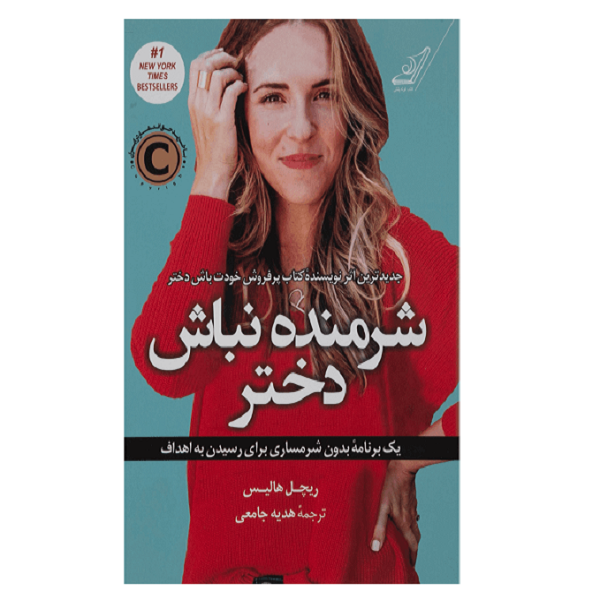 #1
NEW YORK
TIMES
BESTSELLERS
C
جدیدترین اثر نویسنده کتاب پرفروش خودت باش دختر
شرمنده نباش
دختر
یک برنامهٔ بدون شرمساری برای رسیدن به اهداف
ریچل هالیس
ترجمهٔ هدیه جامعی